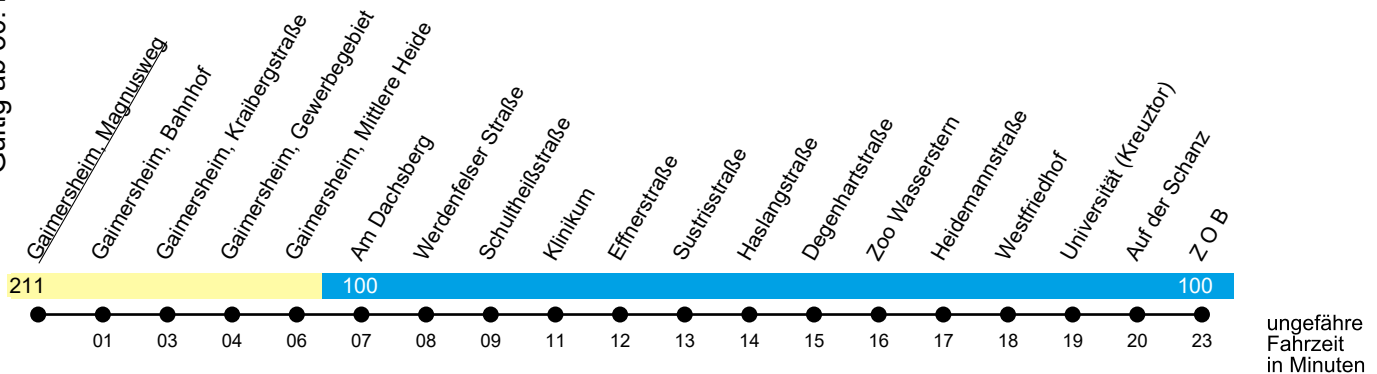 Gaimersheim, Magnusweg
Gaimersheim, Bahnhof
Gaimersheim, Kraibergstraße
Gaimersheim, Gewerbegebiet
Gaimersheim, Mittlere Heide
Am Dachsberg
Werdenfelser Straße
Schultheißstraße
Klinikum
Effnerstraße
Sustrisstraße
Haslangstraße
Degenhartstraße
Zoo Wasserstern
Heidemannstraße
Westfriedhof
Universität (Kreuztor)
Auf der Schanz
Z O B
211 100 100
01 03 04 06 07 08 09 11 12 13 14 15 16 17 18 19 20 23
ungefähre
Fahrzeit
in Minuten